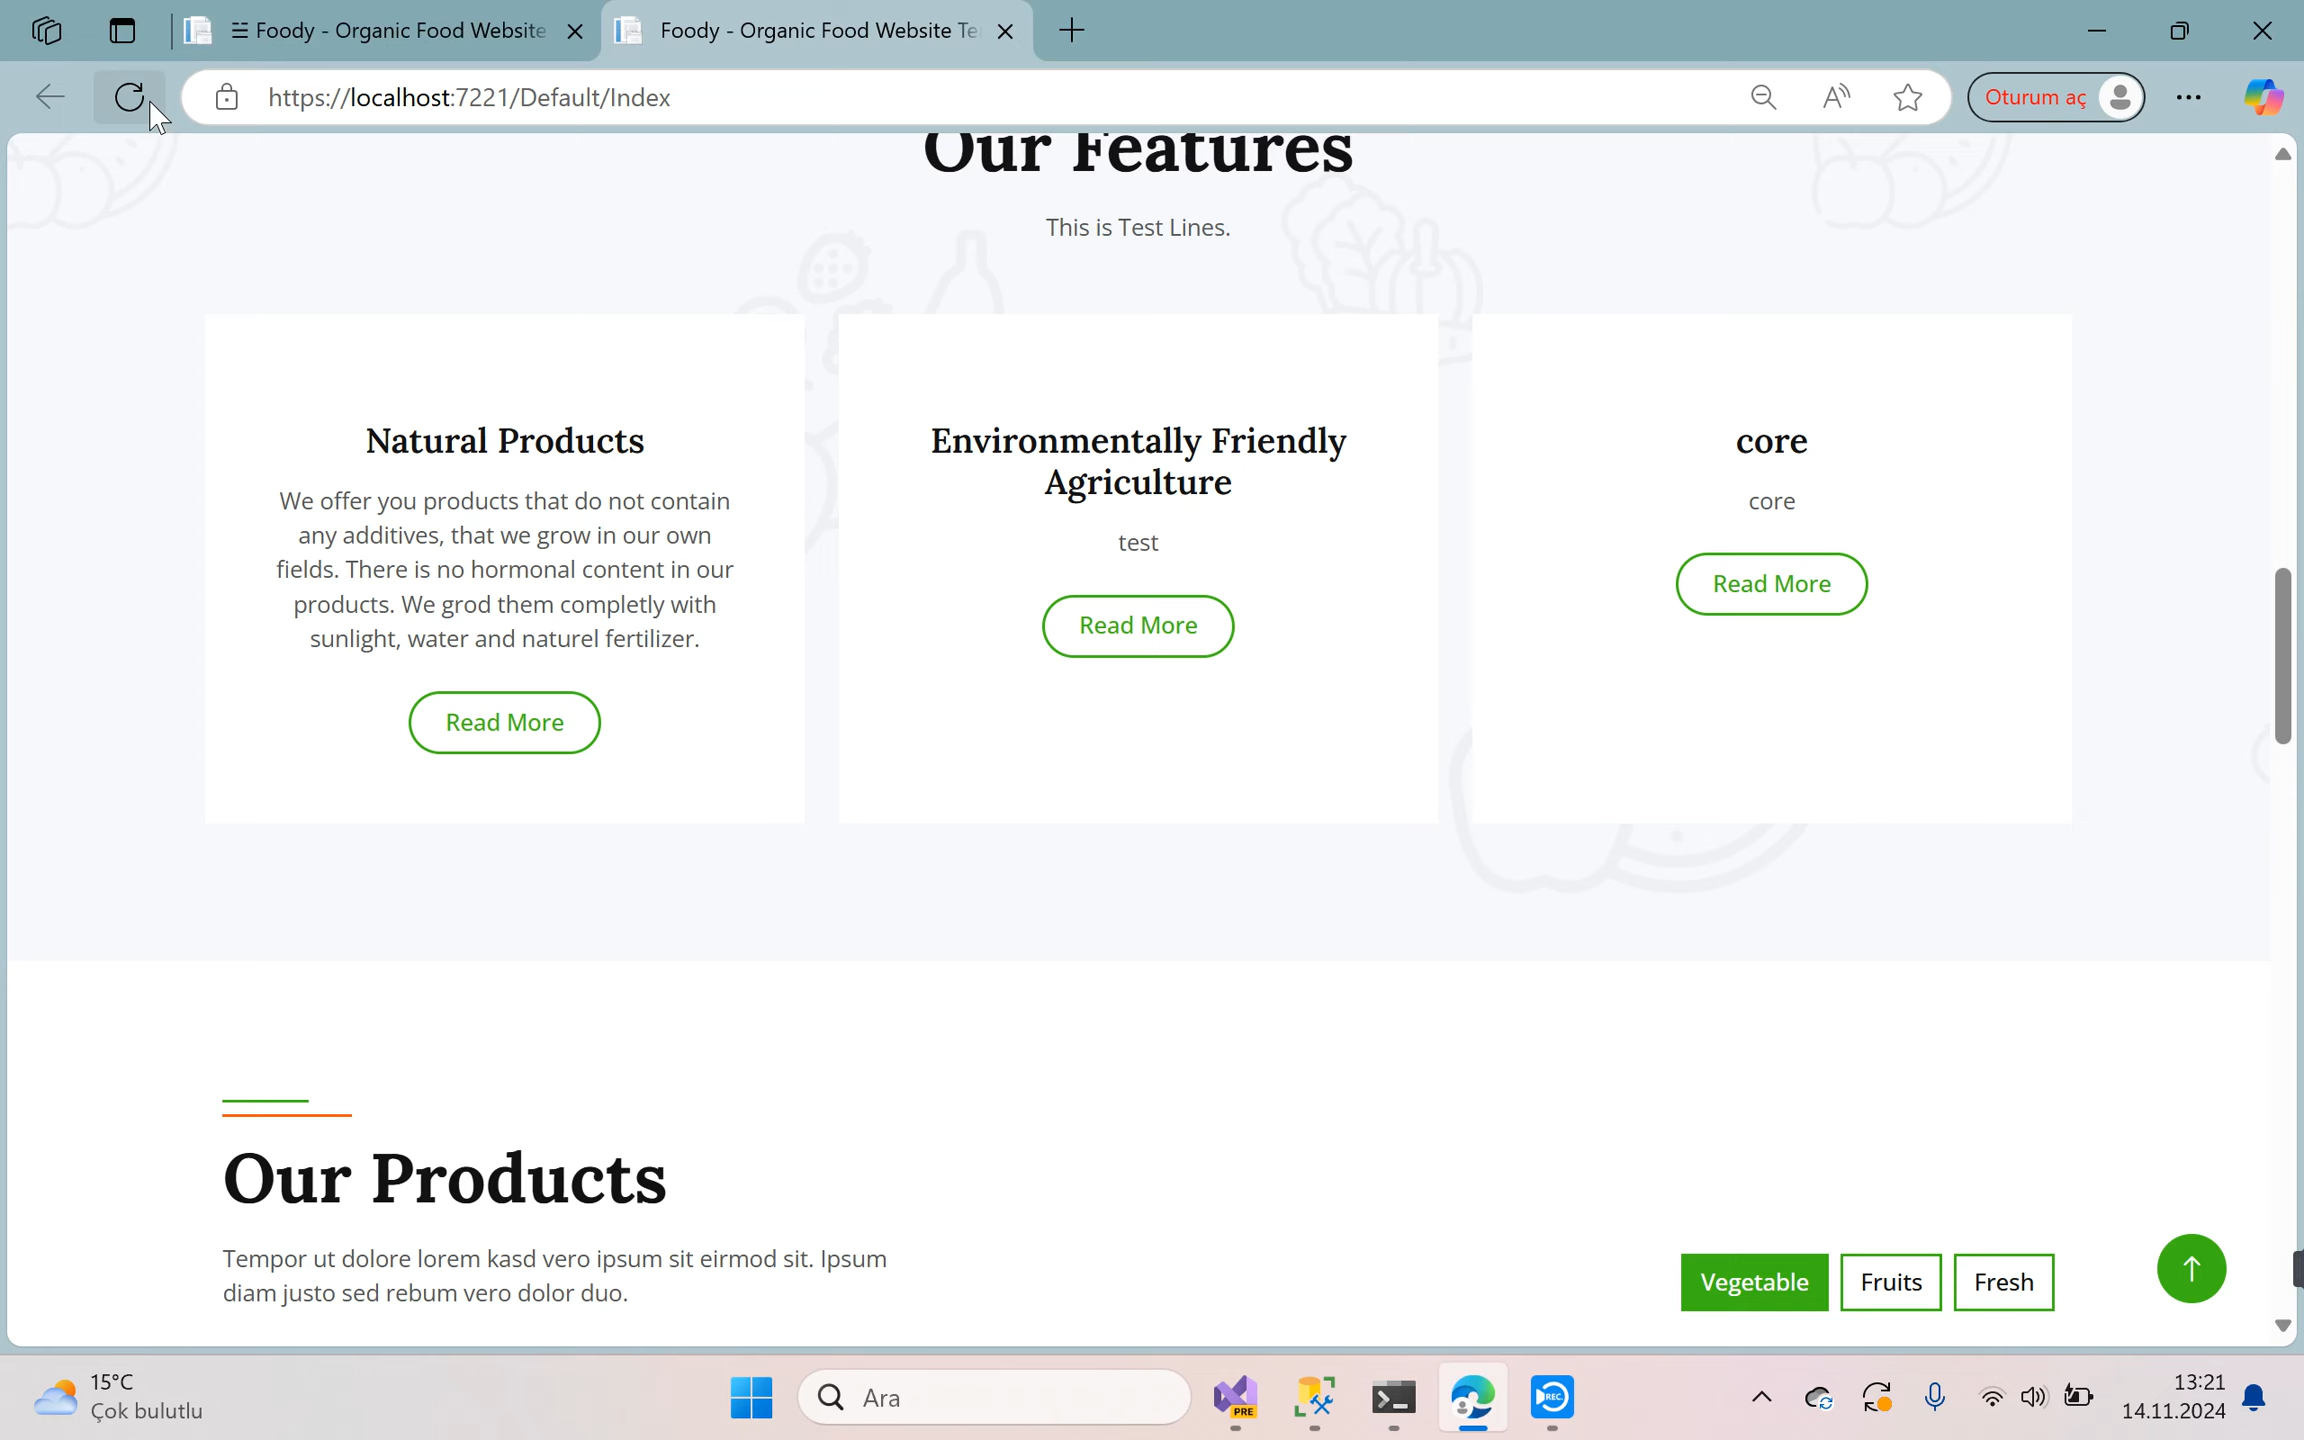 ☰ Foody - Organic Food Website
Foody - Organic Food Website Te
https://localhost:7221/Default/Index
Oturum aç
Our Features
This is Test Lines.
Natural Products
We offer you products that do not contain
any additives, that we grow in our own
fields. There is no hormonal content in our
products. We grod them completly with
sunlight, water and naturel fertilizer.
Read More
Environmentally Friendly
Agriculture
test
Read More
core
core
Read More
Our Products
Tempor ut dolore lorem kasd vero ipsum sit eirmod sit. Ipsum
diam justo sed rebum vero dolor duo.
Vegetable
Fruits
Fresh
15°C
Çok bulutlu
Ara
PRE
REC
13:21
14.11.2024